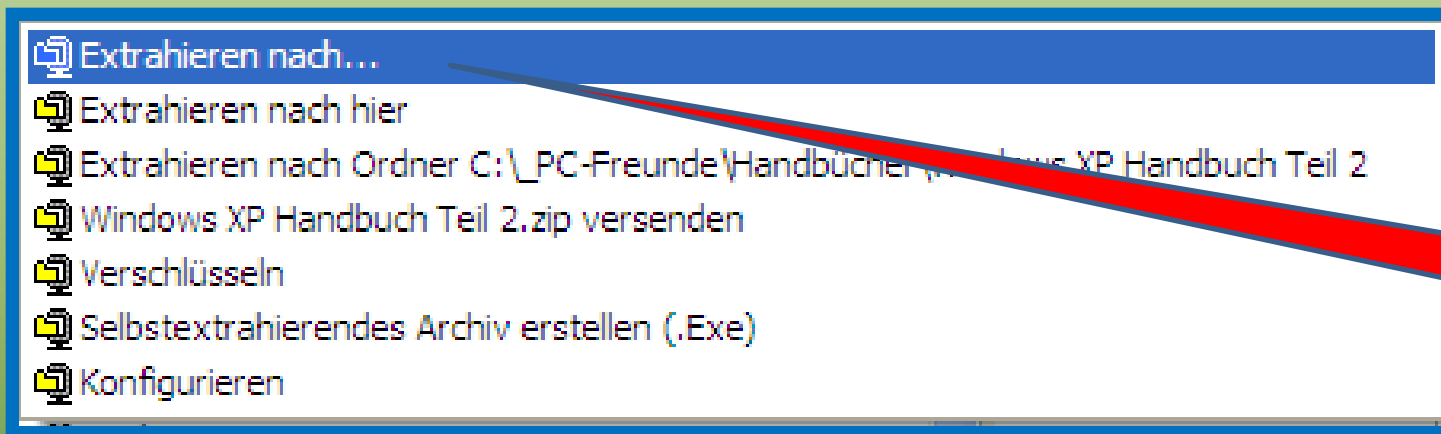 Extrahieren nach...
Extrahieren nach hier
Extrahieren nach Ordner C:\_PC-Freunde\Handbücher XP Handbuch Teil 2
Windows XP Handbuch Teil 2.zip versenden
Verschlüsseln
Selbstextrahierendes Archiv erstellen (.Exe)
Konfigurieren